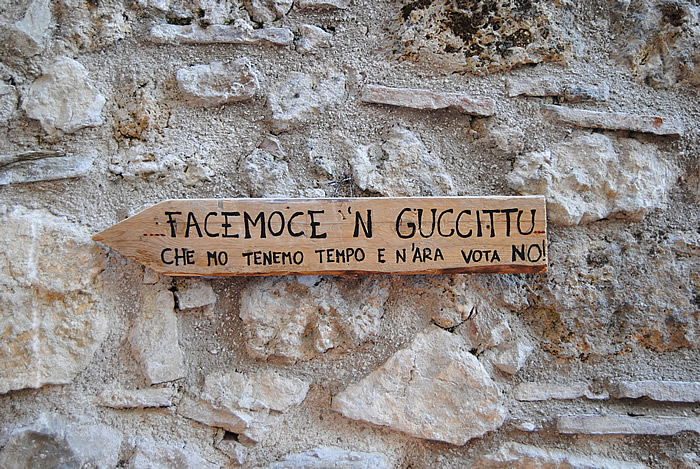 FACEMOCE 'N GUCCITTU
CHE MO TENEMO TEMPO E N'ARA VOTA NO!